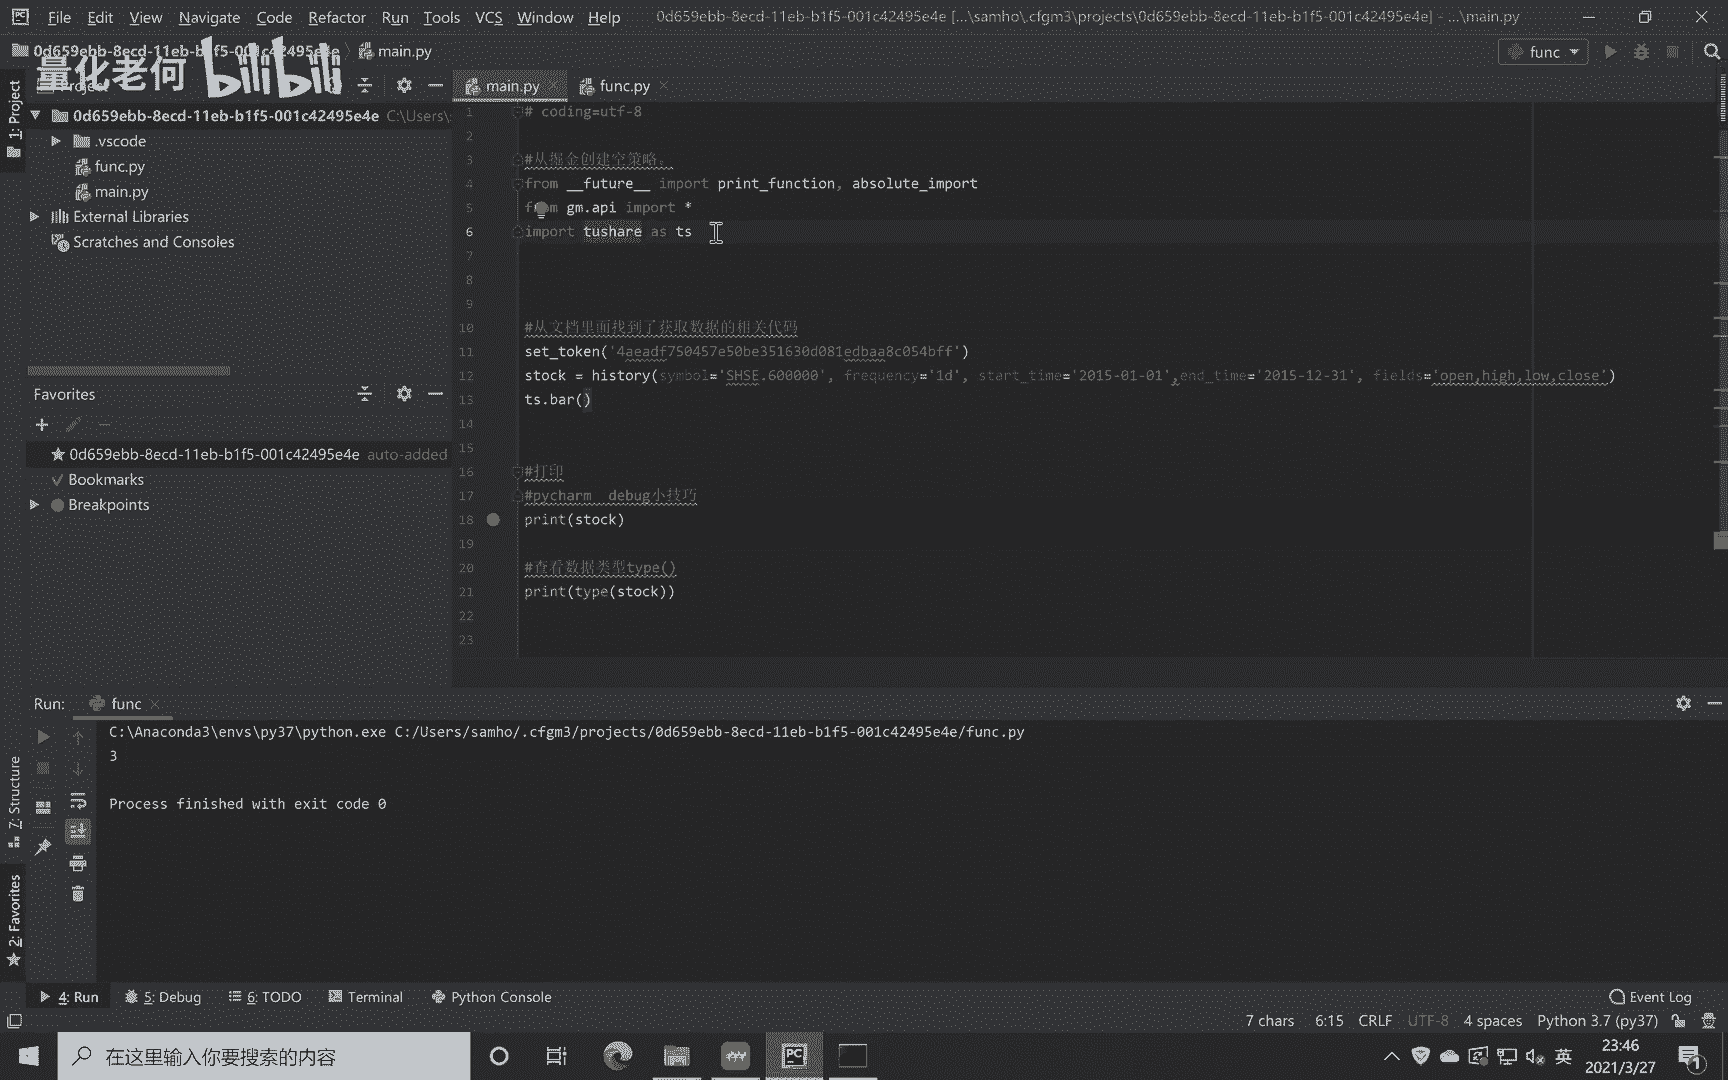 File Edit View Navigate Code Refactor Run Tools VCS Window Help 0d659ebb-8ecd-11eb-b1f5-001c42495e4e [...\samho\.cfgm3\projects\0d659ebb-8ecd-11eb-b1f5-001c42495e4e] - ...\main.py
0d659ebb-8ecd-11eb-b1f5-001c42495e4e main.py func
量化老何 bilibili
Project
main.py func.py
1: Project
0d659ebb-8ecd-11eb-b1f5-001c42495e4e C:\Users\
.vscode
func.py
main.py
External Libraries
Scratches and Consoles
Favorites
0d659ebb-8ecd-11eb-b1f5-001c42495e4e auto-added
Bookmarks
Breakpoints
1 # coding=utf-8
2
3 #从掘金创建空策略。
4 from __future__ import print_function, absolute_import
5 from gm.api import *
6 import tushare as ts
7
8
9
10 #从文档里面找到了获取数据的相关代码
11 set_token('4aeadf750457e50be351630d081edbaa8c054bff')
12 stock = history(symbol='SHSE.600000', frequency='1d', start_time='2015-01-01',end_time='2015-12-31', fields='open,high,low,close')
13 ts.bar()
14
15
16 #打印
17 #pycharm debug小技巧
18 print(stock)
19
20 #查看数据类型type()
21 print(type(stock))
22
23
Run: func
C:\Anaconda3\envs\py37\python.exe C:/Users/samho/.cfgm3/projects/0d659ebb-8ecd-11eb-b1f5-001c42495e4e/func.py
3
Process finished with exit code 0
7: Structure
2: Favorites
4: Run 5: Debug 6: TODO Terminal Python Console Event Log
7 chars 6:15 CRLF UTF-8 4 spaces Python 3.7 (py37)
在这里输入你要搜索的内容
PC
英
23:46
2021/3/27
1